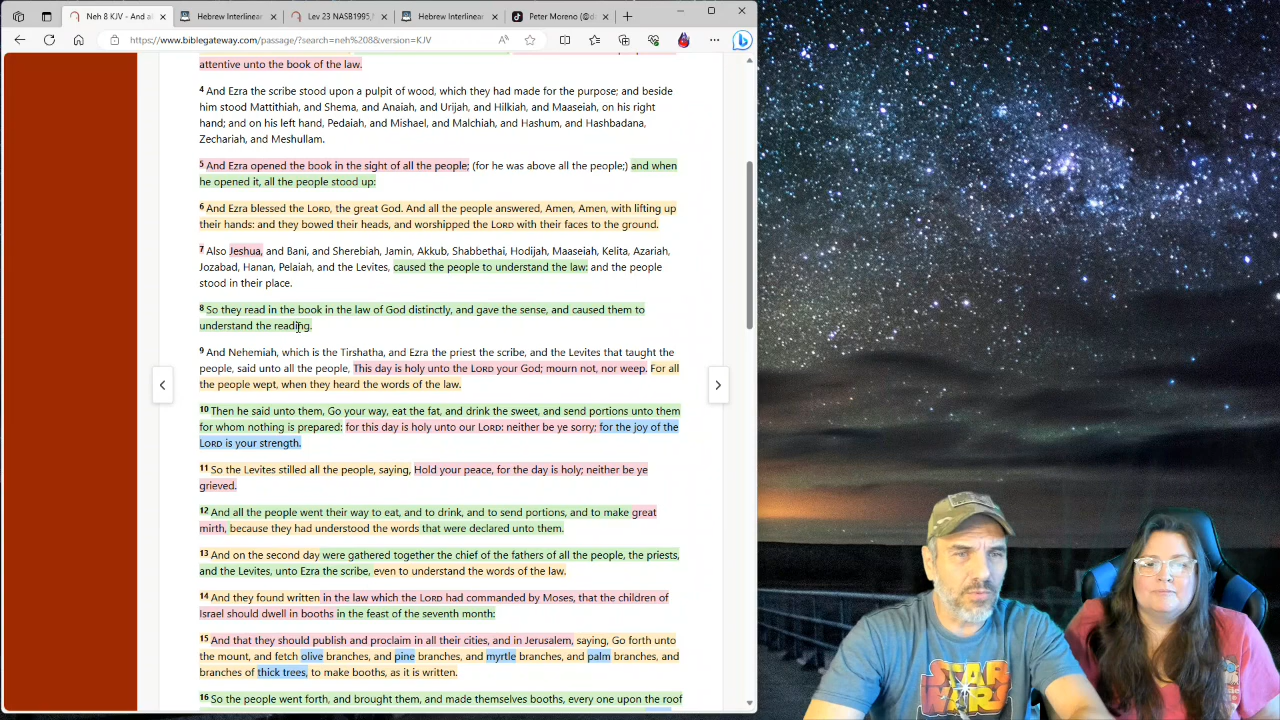 Neh 8 KJV - And al
Hebrew Interlinea
Lev 23 NASB1995,
Hebrew Interlinea
Peter Moreno (@d
https://www.biblegateway.com/passage/?search=neh%208&version=KJV
attentive unto the book of the law.
4 And Ezra the scribe stood upon a pulpit of wood, which they had made for the purpose; and beside
him stood Mattithiah, and Shema, and Anaiah, and Urijah, and Hilkiah, and Maaseiah, on his right
hand; and on his left hand, Pedaiah, and Mishael, and Malchiah, and Hashum, and Hashbadana,
Zechariah, and Meshullam.
5 And Ezra opened the book in the sight of all the people; (for he was above all the people;) and when
he opened it, all the people stood up:
6 And Ezra blessed the LORD, the great God. And all the people answered, Amen, Amen, with lifting up
their hands: and they bowed their heads, and worshipped the LORD with their faces to the ground.
7 Also Jeshua, and Bani, and Sherebiah, Jamin, Akkub, Shabbethai, Hodijah, Maaseiah, Kelita, Azariah,
Jozabad, Hanan, Pelaiah, and the Levites, caused the people to understand the law: and the people
stood in their place.
8 So they read in the book in the law of God distinctly, and gave the sense, and caused them to
understand the reading.
9 And Nehemiah, which is the Tirshatha, and Ezra the priest the scribe, and the Levites that taught the
people, said unto all the people, This day is holy unto the LORD your God; mourn not, nor weep. For all
the people wept, when they heard the words of the law.
10 Then he said unto them, Go your way, eat the fat, and drink the sweet, and send portions unto them
for whom nothing is prepared: for this day is holy unto our LORD: neither be ye sorry; for the joy of the
LORD is your strength.
11 So the Levites stilled all the people, saying, Hold your peace, for the day is holy; neither be ye
grieved.
12 And all the people went their way to eat, and to drink, and to send portions, and to make great
mirth, because they had understood the words that were declared unto them.
13 And on the second day were gathered together the chief of the fathers of all the people, the priests,
and the Levites, unto Ezra the scribe, even to understand the words of the law.
14 And they found written in the law which the LORD had commanded by Moses, that the children of
Israel should dwell in booths in the feast of the seventh month:
15 And that they should publish and proclaim in all their cities, and in Jerusalem, saying, Go forth unto
the mount, and fetch olive branches, and pine branches, and myrtle branches, and palm branches, and
branches of thick trees, to make booths, as it is written.
16 So the people went forth, and brought them, and made themselves booths, every one upon the roof
STAR
WARS